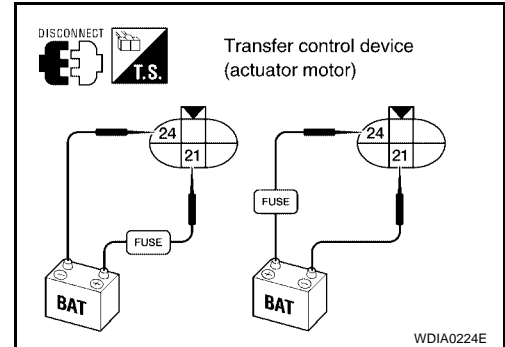 DISCONNECT
T.S.
Transfer control device
(actuator motor)
24
21
24
21
FUSE
FUSE
BAT
BAT
WDIA0224E